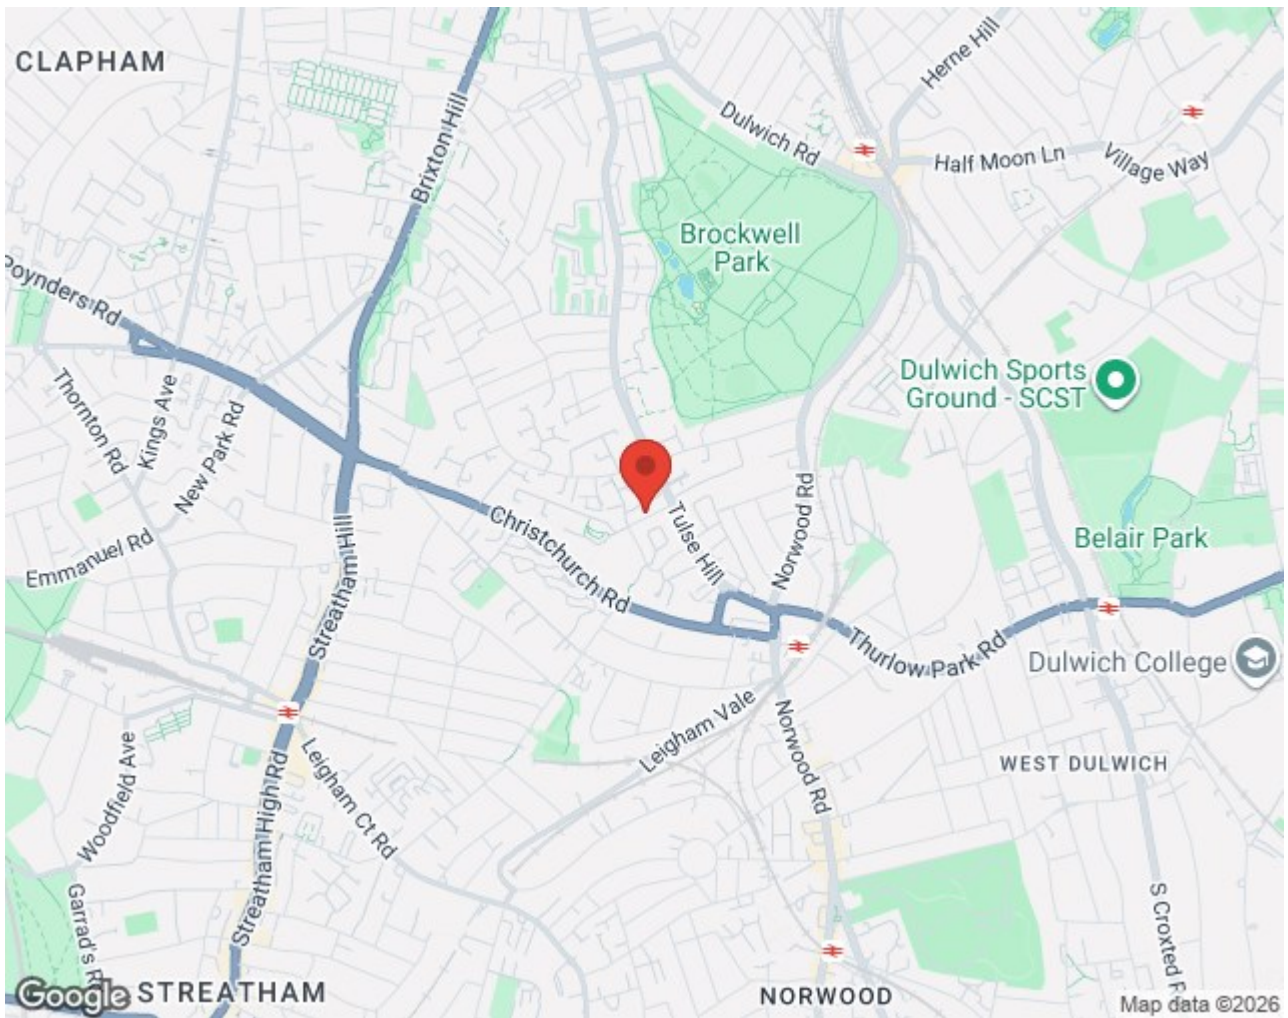 CLAPHAM
Brixton Hill
Dulwich Rd
Herne Hill
Half Moon Ln
Village Way
Brockwell
Park
Poynders Rd
Thornton Rd
Kings Ave
New Park Rd
Emmanuel Rd
Streatham Hill
Christchurch Rd
Tulse Hill
Norwood Rd
Dulwich Sports
Ground - SCST
Belair Park
Thurlow Park Rd
Dulwich College
Leigham Vale
Norwood Rd
WEST DULWICH
Woodfield Ave
Streatham High Rd
Leigham Ct Rd
Garrad's R
S Croxted R
Google
STREATHAM
NORWOOD
Map data ©2026